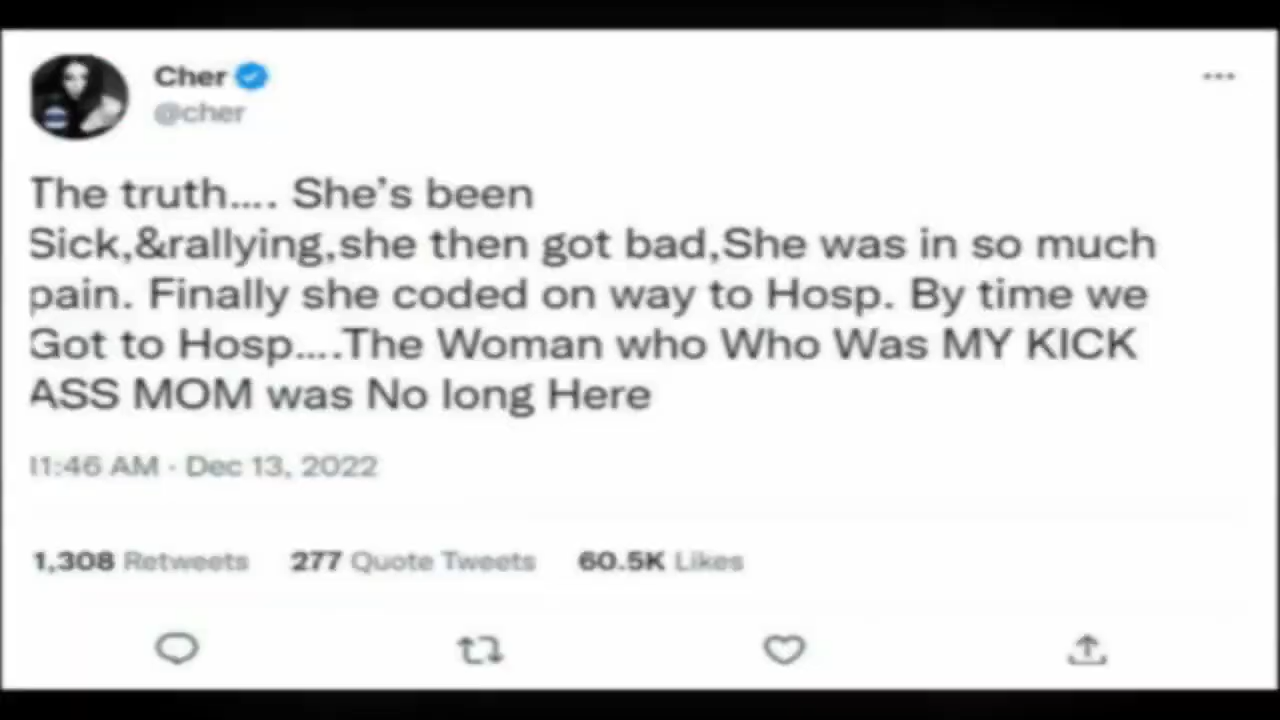 Cher
@cher
The truth.... She's been
Sick,&rallying,she then got bad,She was in so much
pain. Finally she coded on way to Hosp. By time we
Got to Hosp....The Woman who Who Was MY KICK
ASS MOM was No long Here
11:46 AM · Dec 13, 2022
1,308 Retweets 277 Quote Tweets 60.5K Likes